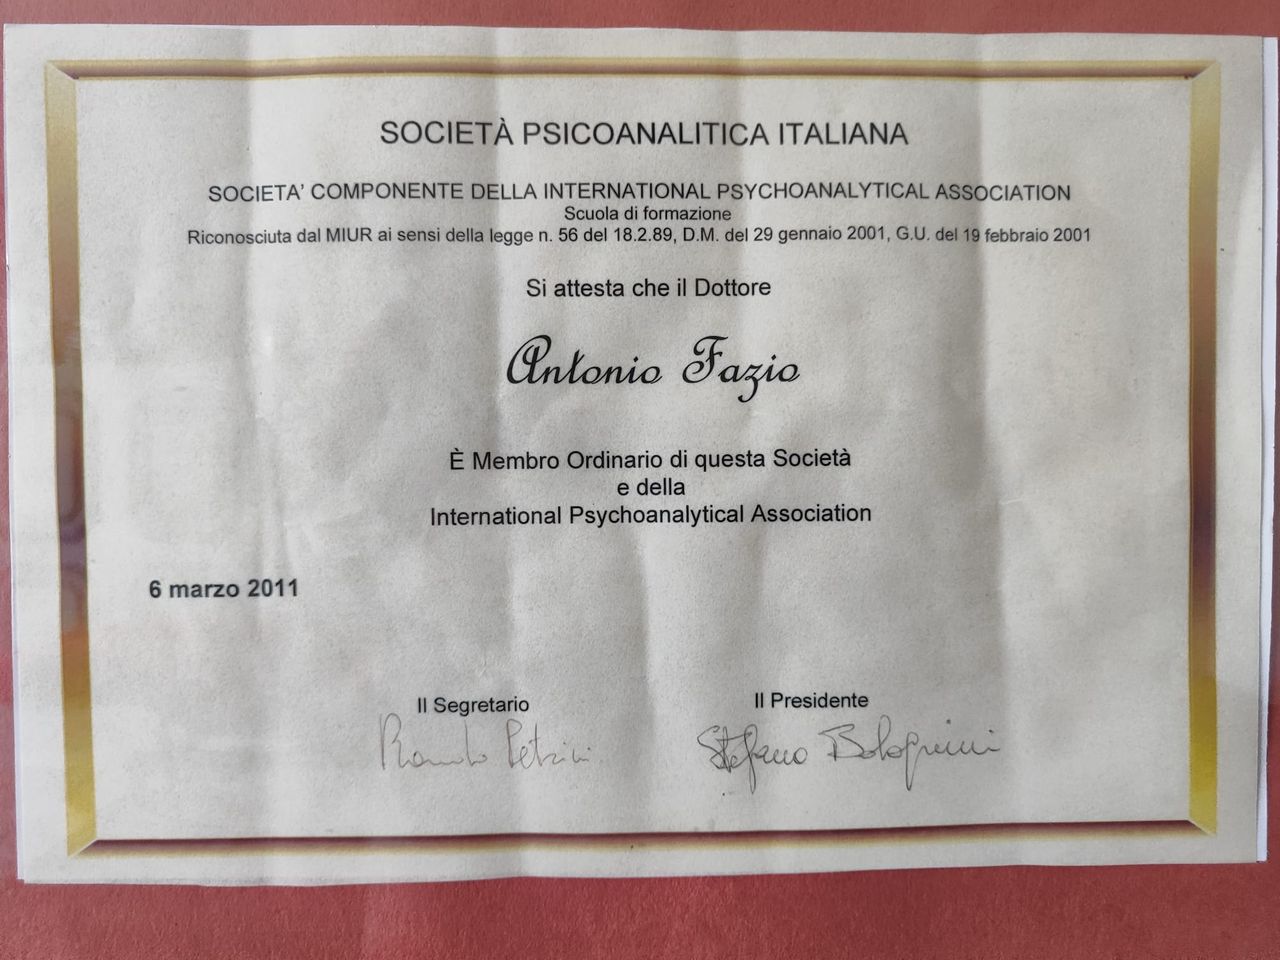 SOCIETÀ PSICOANALITICA ITALIANA
SOCIETA' COMPONENTE DELLA INTERNATIONAL PSYCHOANALYTICAL ASSOCIATION
Scuola di formazione
Riconosciuta dal MIUR ai sensi della legge n. 56 del 18.2.89, D.M. del 29 gennaio 2001, G.U. del 19 febbraio 2001
Si attesta che il Dottore
Antonio Fazio
È Membro Ordinario di questa Società
e della
International Psychoanalytical Association
6 marzo 2011
Il Segretario
Il Presidente
Stefano Bolognini